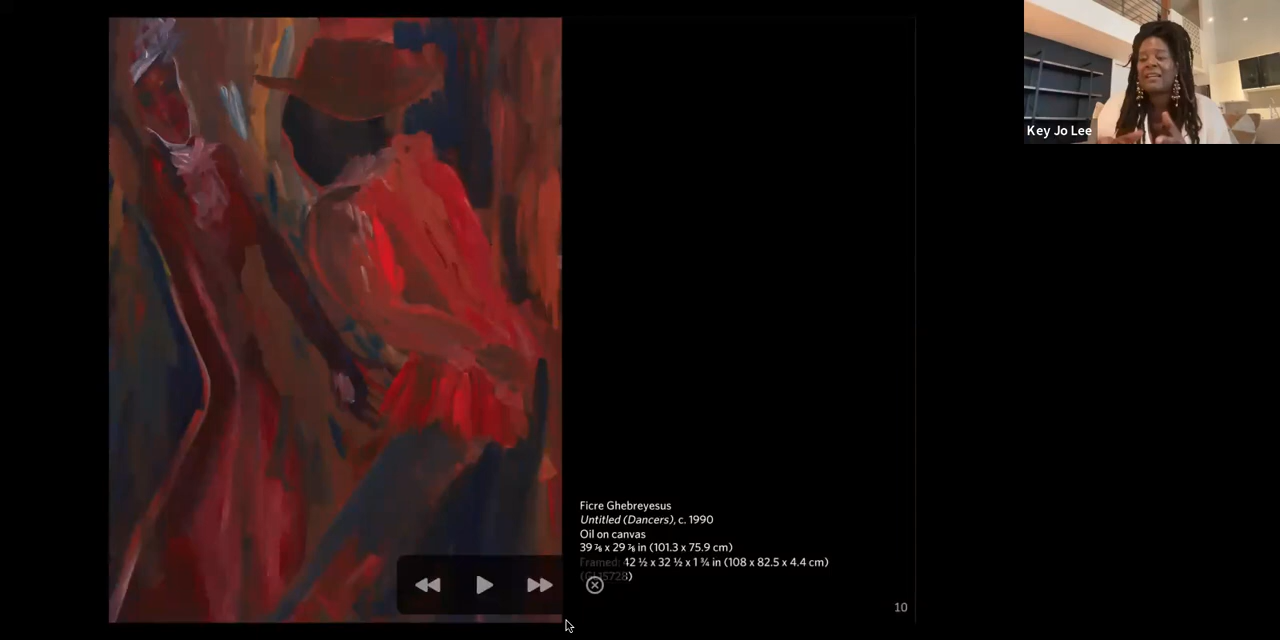 Key Jo Lee
Ficre Ghebreyesus
Untitled (Dancers), c. 1990
Oil on canvas
39 ⅞ x 29 ⅞ in (101.3 x 75.9 cm)
Framed: 42 ½ x 32 ½ x 1 ¾ in (108 x 82.5 x 4.4 cm)
10